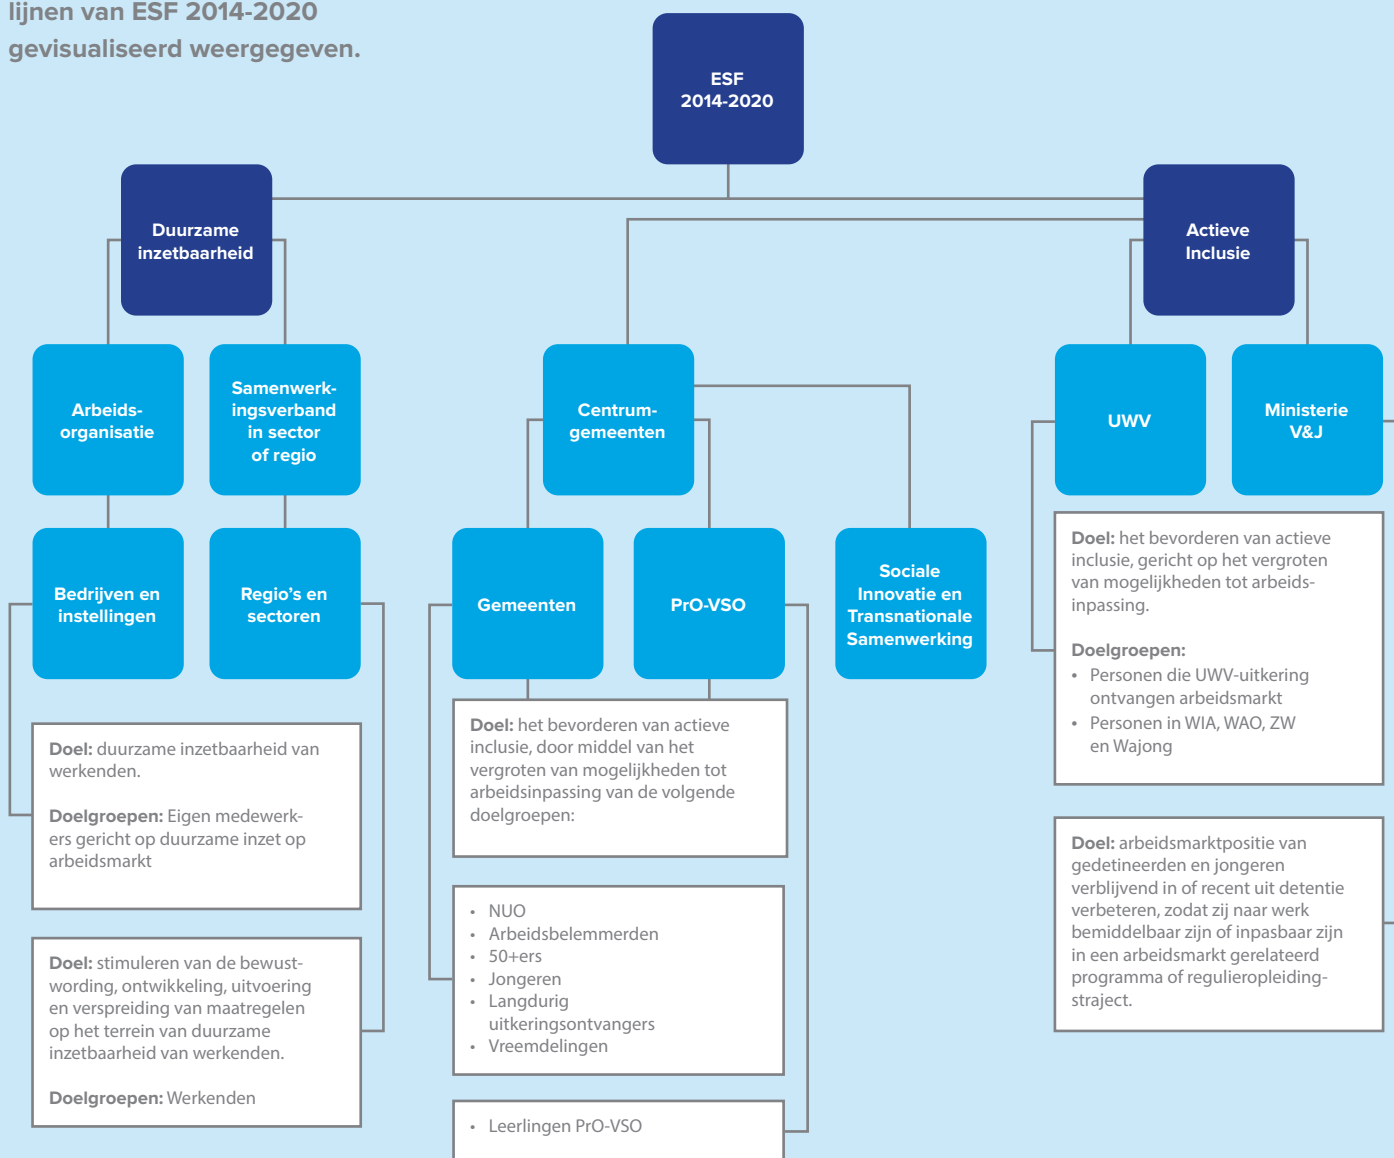 lijnen van ESF 2014-2020
gevisualiseerd weergegeven.
ESF
2014-2020
Duurzame
inzetbaarheid
Actieve
Inclusie
Arbeids-
organisatie
Samenwerk-
ingsverband
in sector
of regio
Centrum-
gemeenten
UWV
Ministerie
V&J
Bedrijven en
instellingen
Regio’s en
sectoren
Gemeenten
PrO-VSO
Sociale
Innovatie en
Transnationale
Samenwerking
Doel: duurzame inzetbaarheid van
werkenden.
Doelgroepen: Eigen medewerk-
ers gericht op duurzame inzet op
arbeidsmarkt
Doel: stimuleren van de bewust-
wording, ontwikkeling, uitvoering
en verspreiding van maatregelen
op het terrein van duurzame
inzetbaarheid van werkenden.
Doelgroepen: Werkenden
Doel: het bevorderen van actieve
inclusie, door middel van het
vergroten van mogelijkheden tot
arbeidsinpassing van de volgende
doelgroepen:
• NUO
• Arbeidsbelemmerden
• 50+ers
• Jongeren
• Langdurig
uitkeringsontvangers
• Vreemdelingen
• Leerlingen PrO-VSO
Doel: het bevorderen van actieve
inclusie, gericht op het vergroten
van mogelijkheden tot arbeids-
inpassing.
Doelgroepen:
• Personen die UWV-uitkering
ontvangen arbeidsmarkt
• Personen in WIA, WAO, ZW
en Wajong
Doel: arbeidsmarktpositie van
gedetineerden en jongeren
verblijvend in of recent uit detentie
verbeteren, zodat zij naar werk
bemiddelbaar zijn of inpasbaar zijn
in een arbeidsmarkt gerelateerd
programma of regulieropleiding-
straject.